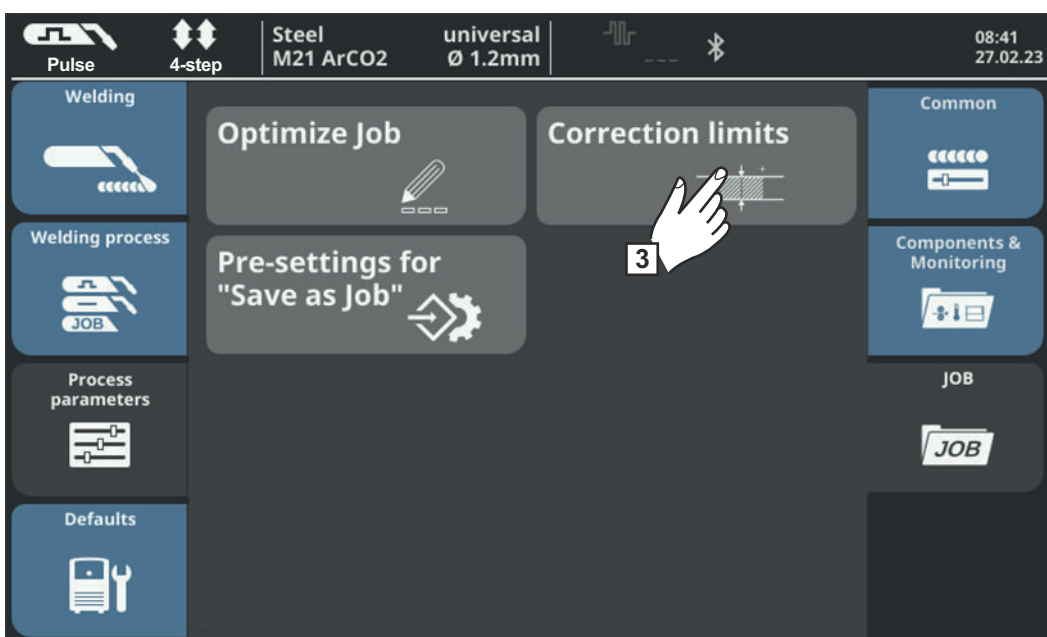 Pulse
4-step
Steel universal
M21 ArCO2 Ø 1.2mm
---
08:41
27.02.23
Welding
Welding process
JOB
Process
parameters
Defaults
Optimize Job
Correction limits
3
Pre-settings for
"Save as Job"
Common
Components &
Monitoring
JOB
JOB